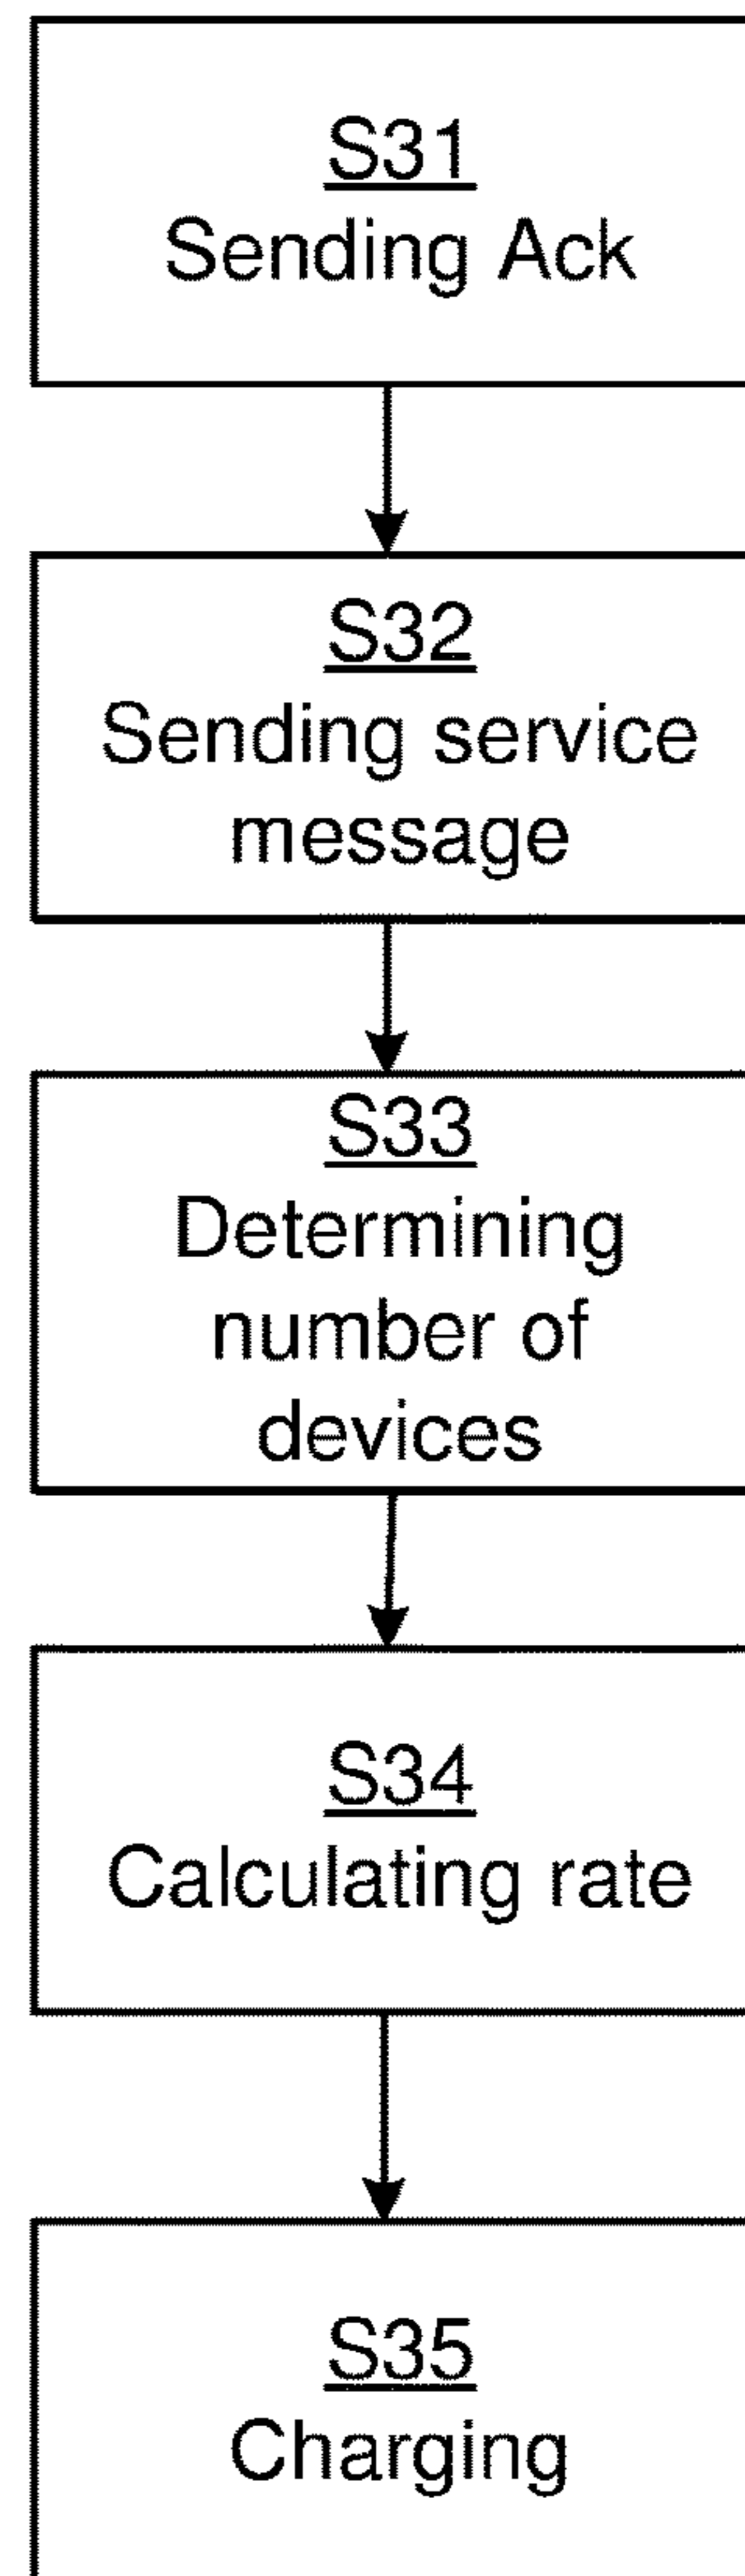 S31
Sending Ack
S32
Sending service
message
S33
Determining
number of
devices
S34
Calculating rate
S35
Charging